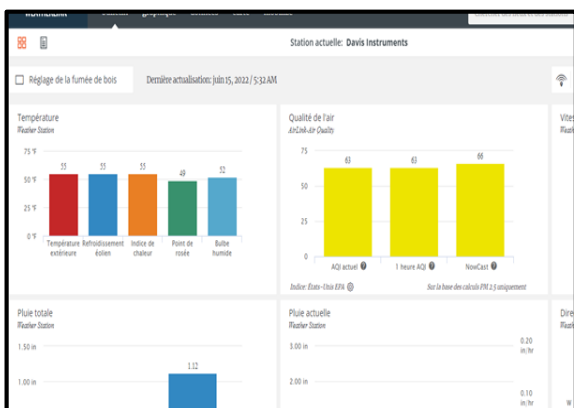 Station actuelle: Davis Instruments
Réglage de la fumée de bois
Dernière actualisation: juin 15, 2022 / 5:32 AM
Température
Weather Station
75 °F
50 °F
25 °F
0 °F
55
55
55
49
52
Température extérieure
Refroidissement éolien
Indice de chaleur
Point de rosée
Bulbe humide
Qualité de l'air
AirLink-Air Quality
75
50
25
0
63
63
66
AQI actuel
1 heure AQI
NowCast
Indice: États-Unis EPA
Sur la base des calculs PM 2.5 uniquement
Vites
Weath
Pluie totale
Weather Station
1.50 in
1.00 in
1.12
Pluie actuelle
Weather Station
3.00 in
2.00 in
0.20
in/hr
0.10
in/hr
Dire
Weath
W